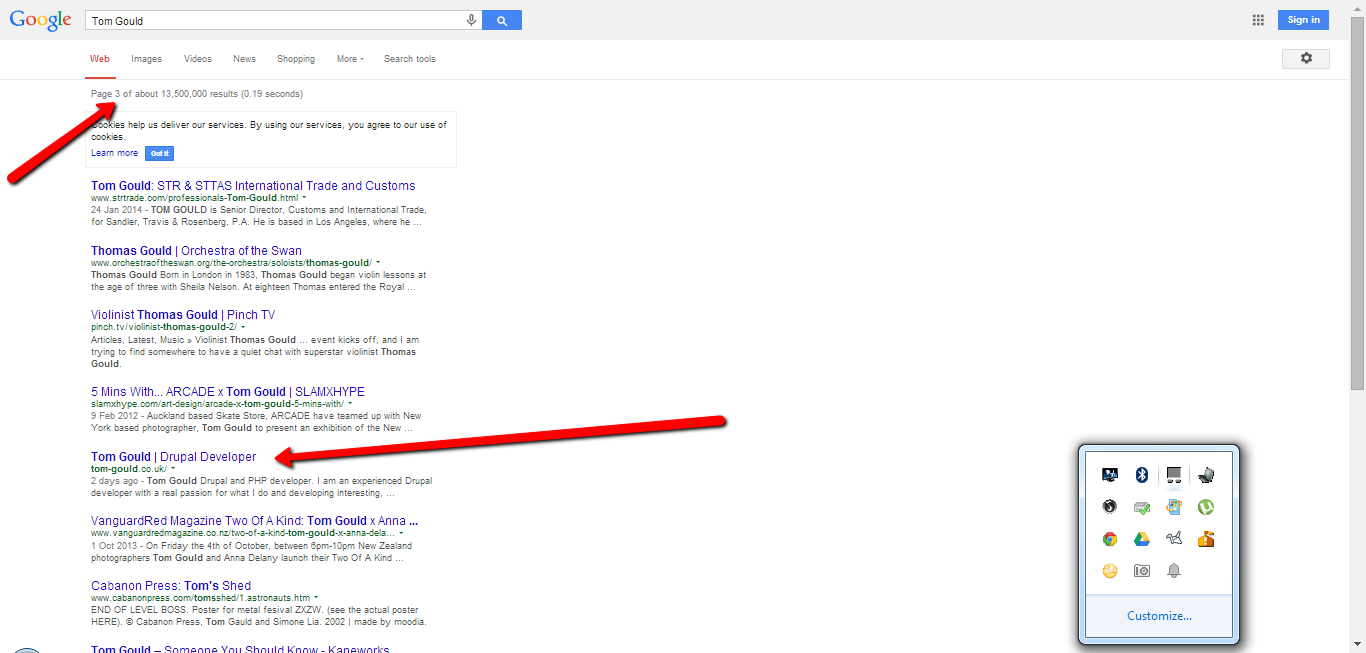 Google
Tom Gould
Sign in
Web Images Videos News Shopping More Search tools
Page 3 of about 13,500,000 results (0.19 seconds)
Cookies help us deliver our services. By using our services, you agree to our use of
cookies.
Learn more Got it
Tom Gould: STR & STTAS International Trade and Customs
www.strtrade.com/professionals-Tom-Gould.html
24 Jan 2014 - TOM GOULD is Senior Director, Customs and International Trade,
for Sandler, Travis & Rosenberg, P.A. He is based in Los Angeles, where he ...
Thomas Gould | Orchestra of the Swan
www.orchestraoftheswan.org/the-orchestra/soloists/thomas-gould/
Thomas Gould Born in London in 1983, Thomas Gould began violin lessons at
the age of three with Sheila Nelson. At eighteen Thomas entered the Royal ...
Violinist Thomas Gould | Pinch TV
pinch.tv/violinist-thomas-gould-2/
Articles, Latest, Music » Violinist Thomas Gould ... event kicks off, and I am
trying to find somewhere to have a quiet chat with superstar violinist Thomas
Gould.
5 Mins With... ARCADE x Tom Gould | SLAMXHYPE
slamxhype.com/art-design/arcade-x-tom-gould-5-mins-with/
9 Feb 2012 - Auckland based Skate Store, ARCADE have teamed up with New
York based photographer, Tom Gould to present an exhibition of the New ...
Tom Gould | Drupal Developer
tom-gould.co.uk/
2 days ago - Tom Gould Drupal and PHP developer. I am an experienced Drupal
developer with a real passion for what I do and developing interesting, ...
VanguardRed Magazine Two Of A Kind: Tom Gould x Anna ...
www.vanguardredmagazine.co.nz/two-of-a-kind-tom-gould-x-anna-dela...
1 Oct 2013 - On Friday the 4th of October, between 6pm-10pm New Zealand
photographers Tom Gould and Anna Delany launch their Two Of A Kind ...
Cabanon Press: Tom's Shed
www.cabanonpress.com/tomsshed/1.astronauts.htm
END OF LEVEL BOSS. Poster for metal fesival ZXZW. (see the actual poster
HERE). © Cabanon Press, Tom Gauld and Simone Lia. 2002 | made by moodia.
Tom Gould – Someone You Should Know - Kaneworks
Customize...